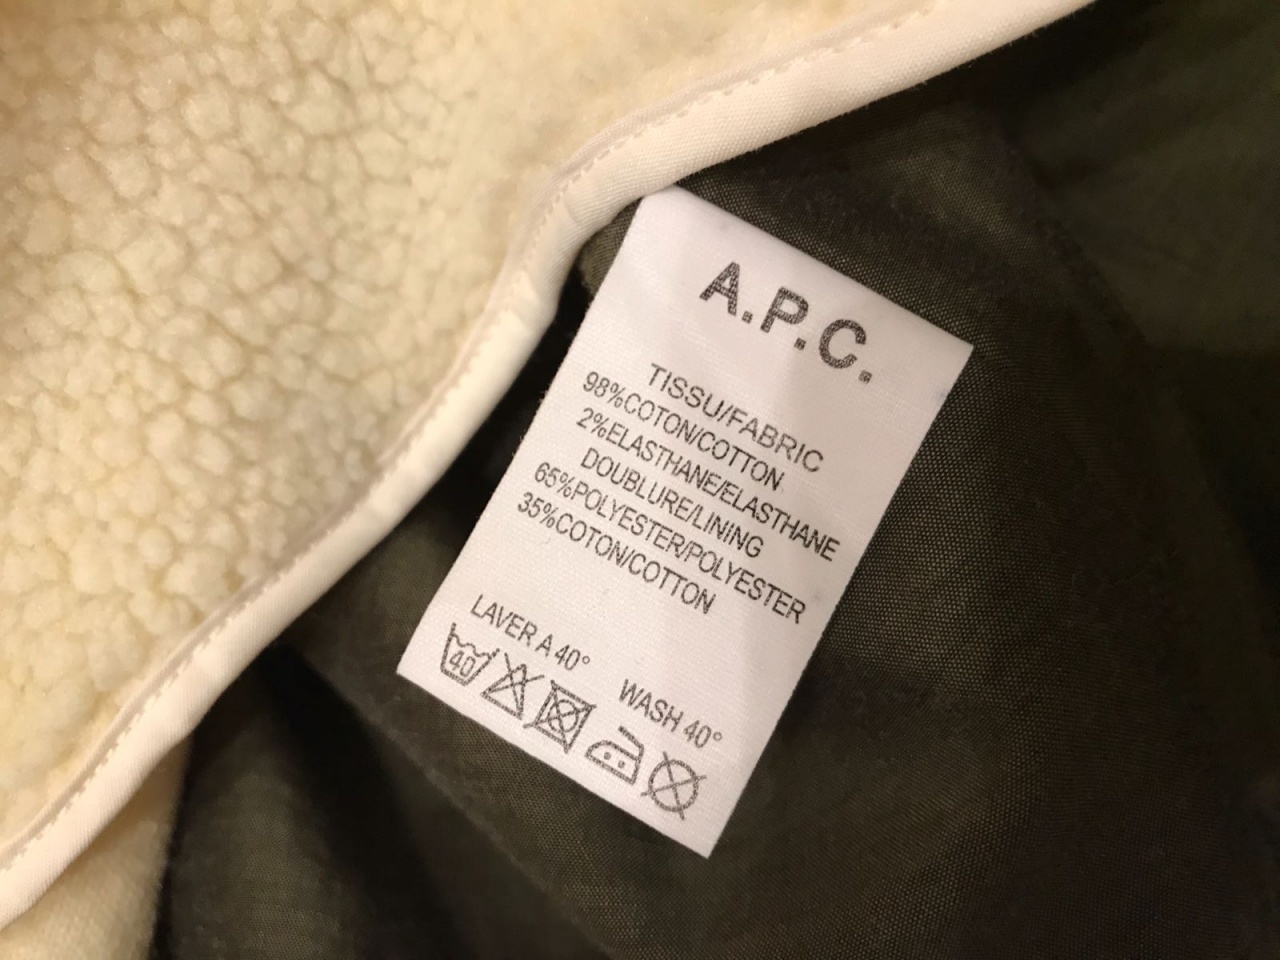 A.P.C.
TISSU/FABRIC
98%COTON/COTTON
2%ELASTHANE/ELASTHANE
DOUBLURE/LINING
65%POLYESTER/POLYESTER
35%COTON/COTTON
LAVER A 40°
WASH 40°
40